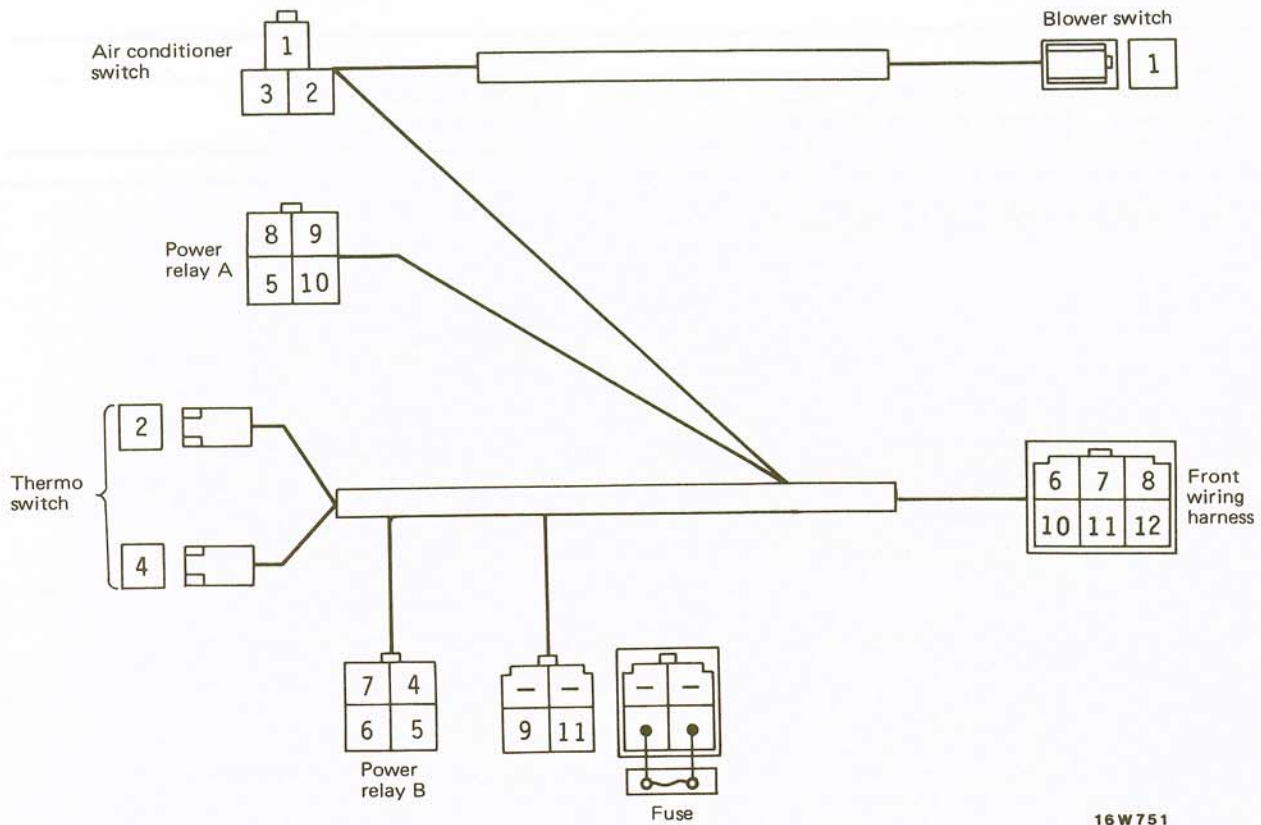 Air conditioner
switch
1
3 2
Blower switch
1
Power
relay A
8 9
5 10
Thermo
switch
2
4
6 7 8
10 11 12
Front
wiring
harness
7 4
6 5
Power
relay B
– –
9 11
– –
Fuse
16W751